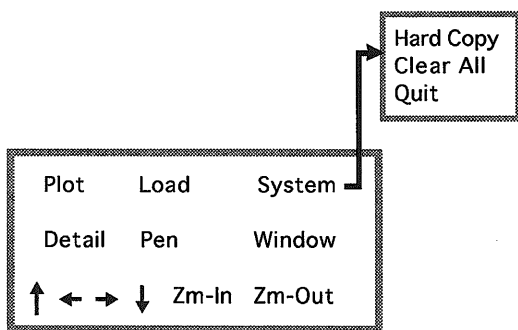 Hard Copy
Clear All
Quit
Plot Load System
Detail Pen Window
↑ ← → ↓ Zm-In Zm-Out